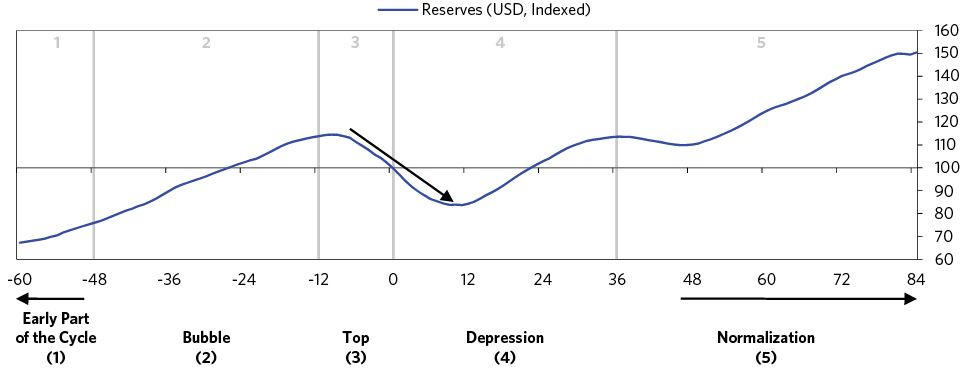 Reserves (USD, Indexed)
1 2 3 4 5
160
150
140
130
120
110
100
90
80
70
60
-60 -48 -36 -24 -12 0 12 24 36 48 60 72 84
Early Part
of the Cycle
(1)
Bubble
(2)
Top
(3)
Depression
(4)
Normalization
(5)